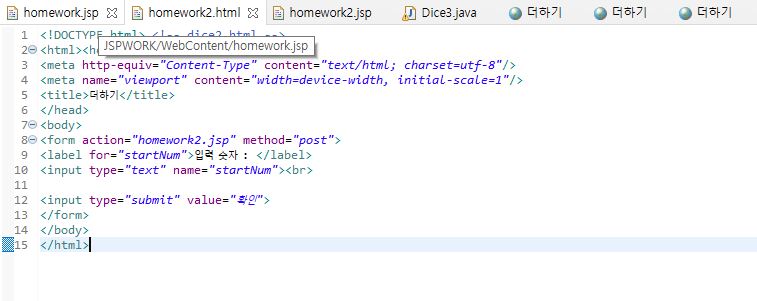 homework.jsp homework2.html homework2.jsp Dice3.java 더하기 더하기 더하기
1 <!DOCTYPE html> <!-- dice2.html -->
JSPWORK/WebContent/homework.jsp
2 <html><he
3 <meta http-equiv="Content-Type" content="text/html; charset=utf-8"/>
4 <meta name="viewport" content="width=device-width, initial-scale=1"/>
5 <title>더하기</title>
6 </head>
7 <body>
8 <form action="homework2.jsp" method="post">
9 <label for="startNum">입력 숫자 : </label>
10 <input type="text" name="startNum"><br>
11
12 <input type="submit" value="확인">
13 </form>
14 </body>
15 </html>